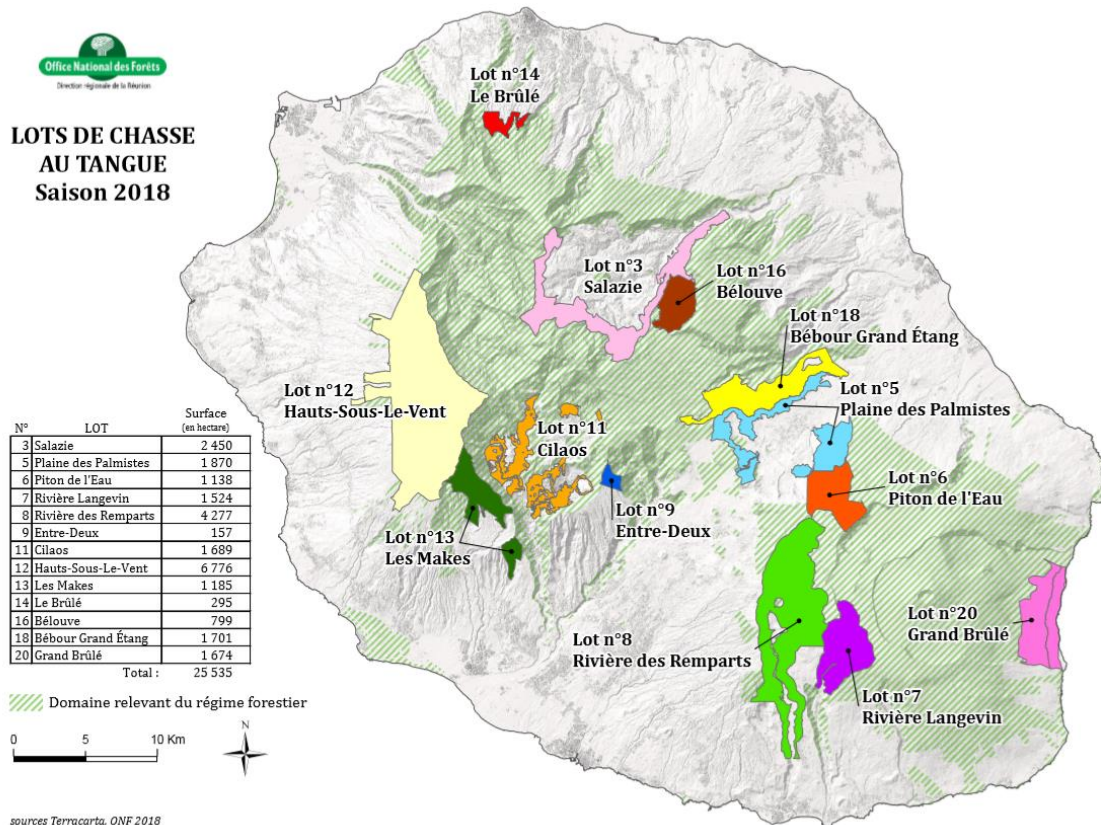 Office National des Forêts
Direction régionale de la Réunion
LOTS DE CHASSE
AU TANGUE
Saison 2018
Lot n°14
Le Brûlé
Lot n°3
Salazie
Lot n°16
Bélouve
Lot n°18
Bébour Grand Étang
Lot n°5
Plaine des Palmistes
Lot n°12
Hauts-Sous-Le-Vent
Lot n°11
Cilaos
Lot n°6
Piton de l'Eau
Lot n°9
Entre-Deux
Lot n°13
Les Makes
Lot n°20
Grand Brûlé
Lot n°8
Rivière des Remparts
Lot n°7
Rivière Langevin
N° LOT Surface
(en hectare)
3 Salazie 2 450
5 Plaine des Palmistes 1 870
6 Piton de l'Eau 1 138
7 Rivière Langevin 1 524
8 Rivière des Remparts 4 277
9 Entre-Deux 157
11 Cilaos 1 689
12 Hauts-Sous-Le-Vent 6 776
13 Les Makes 1 185
14 Le Brûlé 295
16 Bélouve 799
18 Bébour Grand Étang 1 701
20 Grand Brûlé 1 674
Total : 25 535
Domaine relevant du régime forestier
0 5 10 Km
N
sources Terracarta, ONF 2018